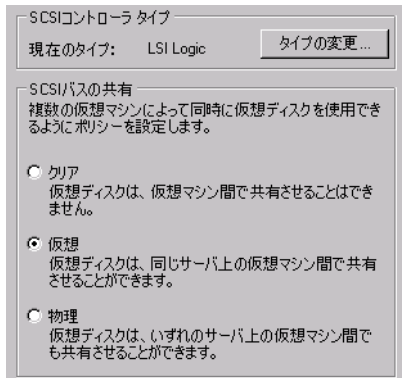 SCSIコントローラ タイプ
現在のタイプ: LSI Logic タイプの変更...
SCSIバスの共有
複数の仮想マシンによって同時に仮想ディスクを使用でき
るようにポリシーを設定します。
クリア
仮想ディスクは、仮想マシン間で共有させることはでき
ません。
仮想
仮想ディスクは、同じサーバ上の仮想マシン間で共有
させることができます。
物理
仮想ディスクは、いずれのサーバ上の仮想マシン間で
も共有させることができます。